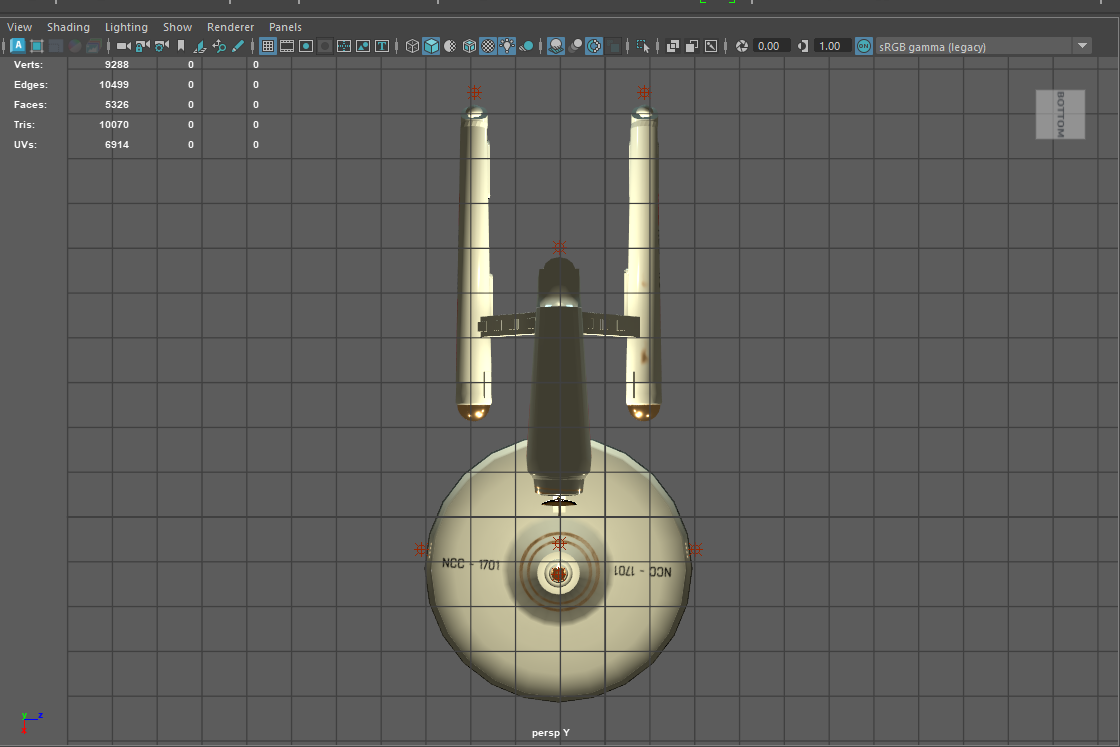 View Shading Lighting Show Renderer Panels
A T 0.00 1.00 ON sRGB gamma (legacy)
Verts: 9288 0 0
Edges: 10499 0 0
Faces: 5326 0 0
Tris: 10070 0 0
UVs: 6914 0 0
BOTTOM
NCC - 1701
NCC - 1701
y z
persp Y